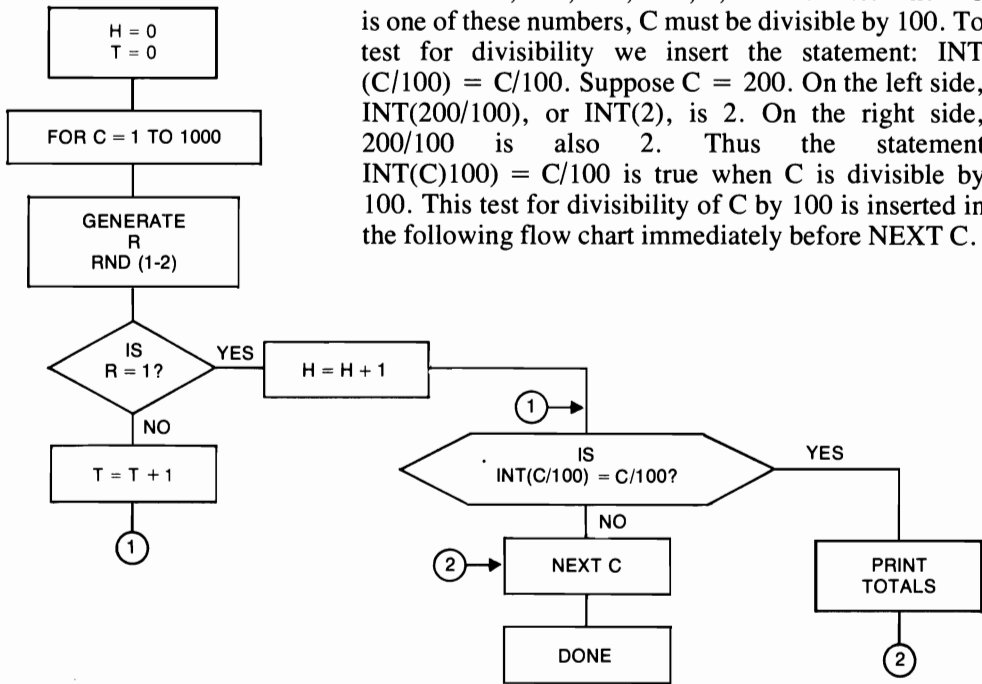 is one of these numbers, C must be divisible by 100. To
test for divisibility we insert the statement: INT
(C/100) = C/100. Suppose C = 200. On the left side,
INT(200/100), or INT(2), is 2. On the right side,
200/100 is also 2. Thus the statement
INT(C)100) = C/100 is true when C is divisible by
100. This test for divisibility of C by 100 is inserted in
the following flow chart immediately before NEXT C.
H = 0
T = 0
FOR C = 1 TO 1000
GENERATE
R
RND (1-2)
IS
R = 1?
YES
H = H + 1
NO
T = T + 1
1
1
IS
INT(C/100) = C/100?
YES
NO
2
NEXT C
PRINT
TOTALS
DONE
2